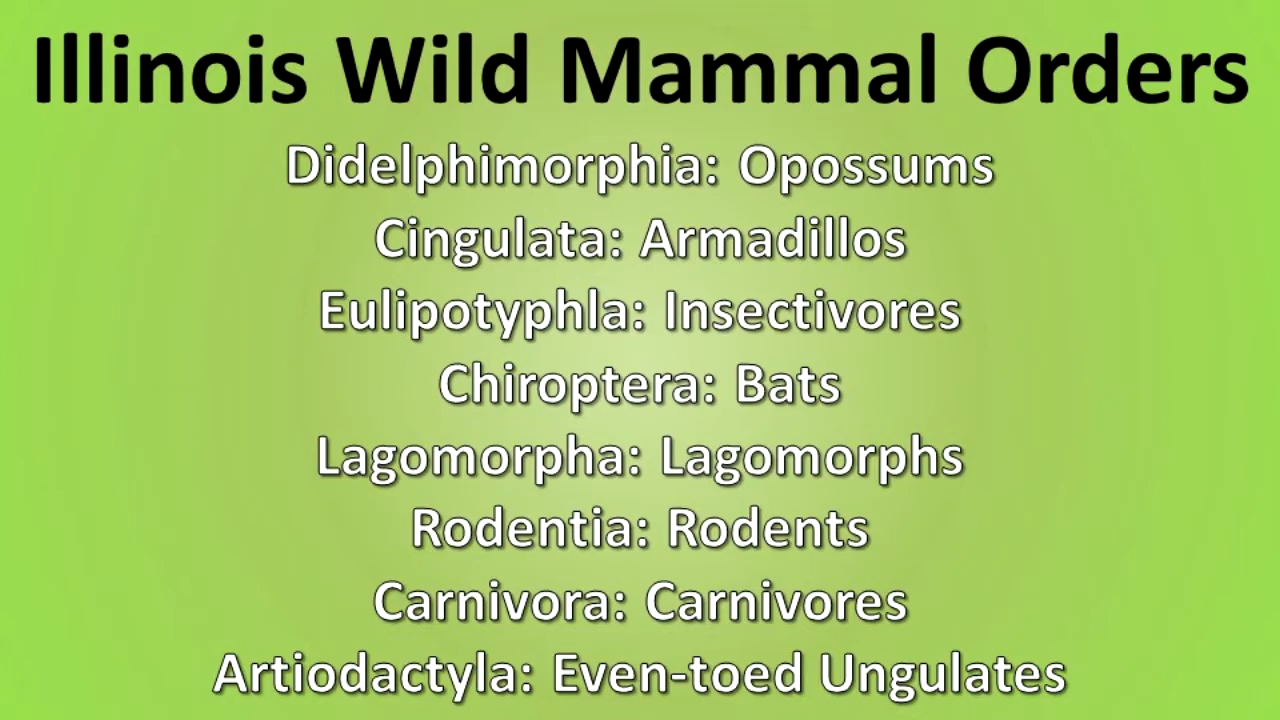 Illinois Wild Mammal Orders
Didelphimorphia: Opossums
Cingulata: Armadillos
Eulipotyphla: Insectivores
Chiroptera: Bats
Lagomorpha: Lagomorphs
Rodentia: Rodents
Carnivora: Carnivores
Artiodactyla: Even-toed Ungulates